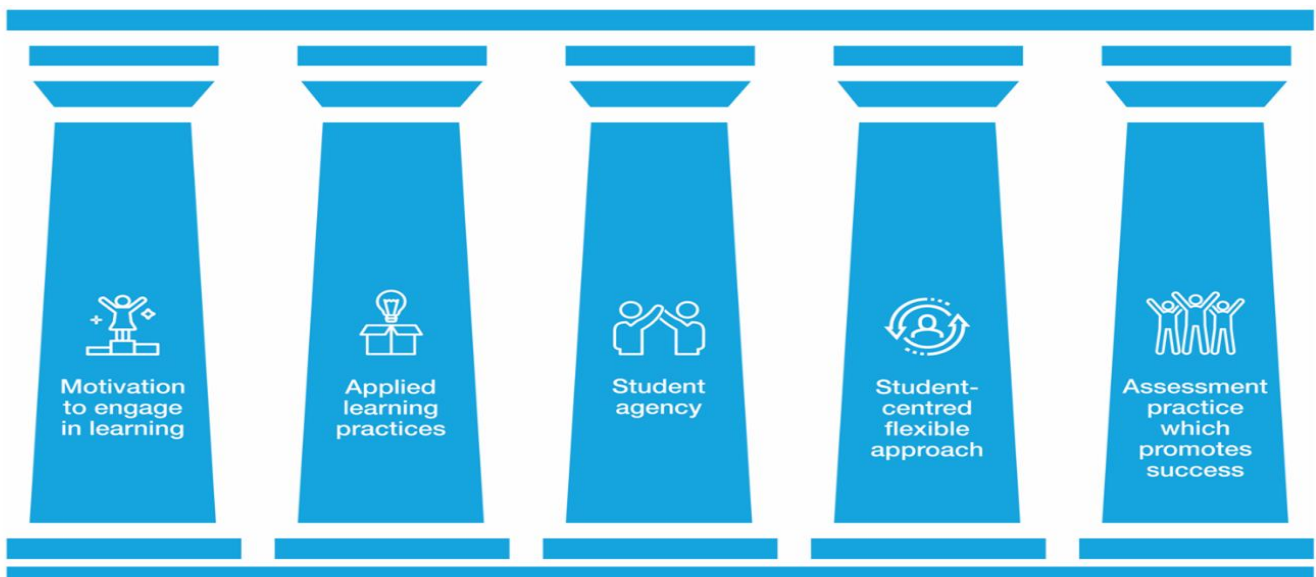 Motivation
to engage
in learning
Applied
learning
practices
Student
agency
Student-
centred
flexible
approach
Assessment
practice
which
promotes
success